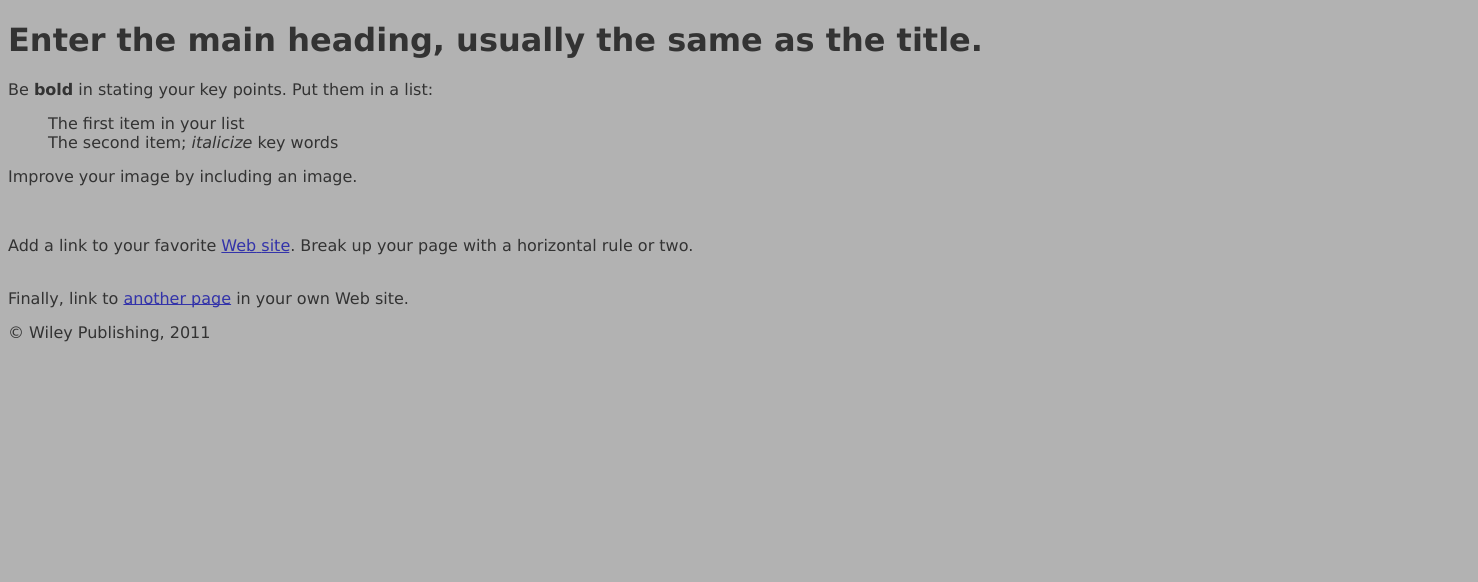 Enter the main heading, usually the same as the title.
Be bold in stating your key points. Put them in a list:
The first item in your list
The second item; italicize key words
Improve your image by including an image.
Add a link to your favorite Web site. Break up your page with a horizontal rule or two.
Finally, link to another page in your own Web site.
© Wiley Publishing, 2011